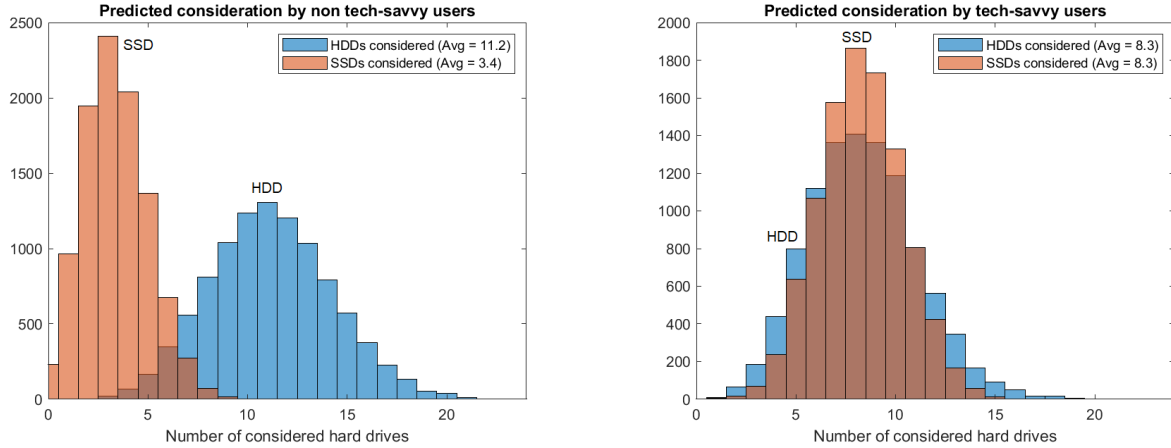 Predicted consideration by non tech-savvy users
2500
2000
1500
1000
500
0
0
5
10
15
20
Number of considered hard drives
SSD
HDD
HDDs considered (Avg = 11.2)
SSDs considered (Avg = 3.4)
Predicted consideration by tech-savvy users
2000
1800
1600
1400
1200
1000
800
600
400
200
0
0
5
10
15
20
Number of considered hard drives
SSD
HDD
HDDs considered (Avg = 8.3)
SSDs considered (Avg = 8.3)